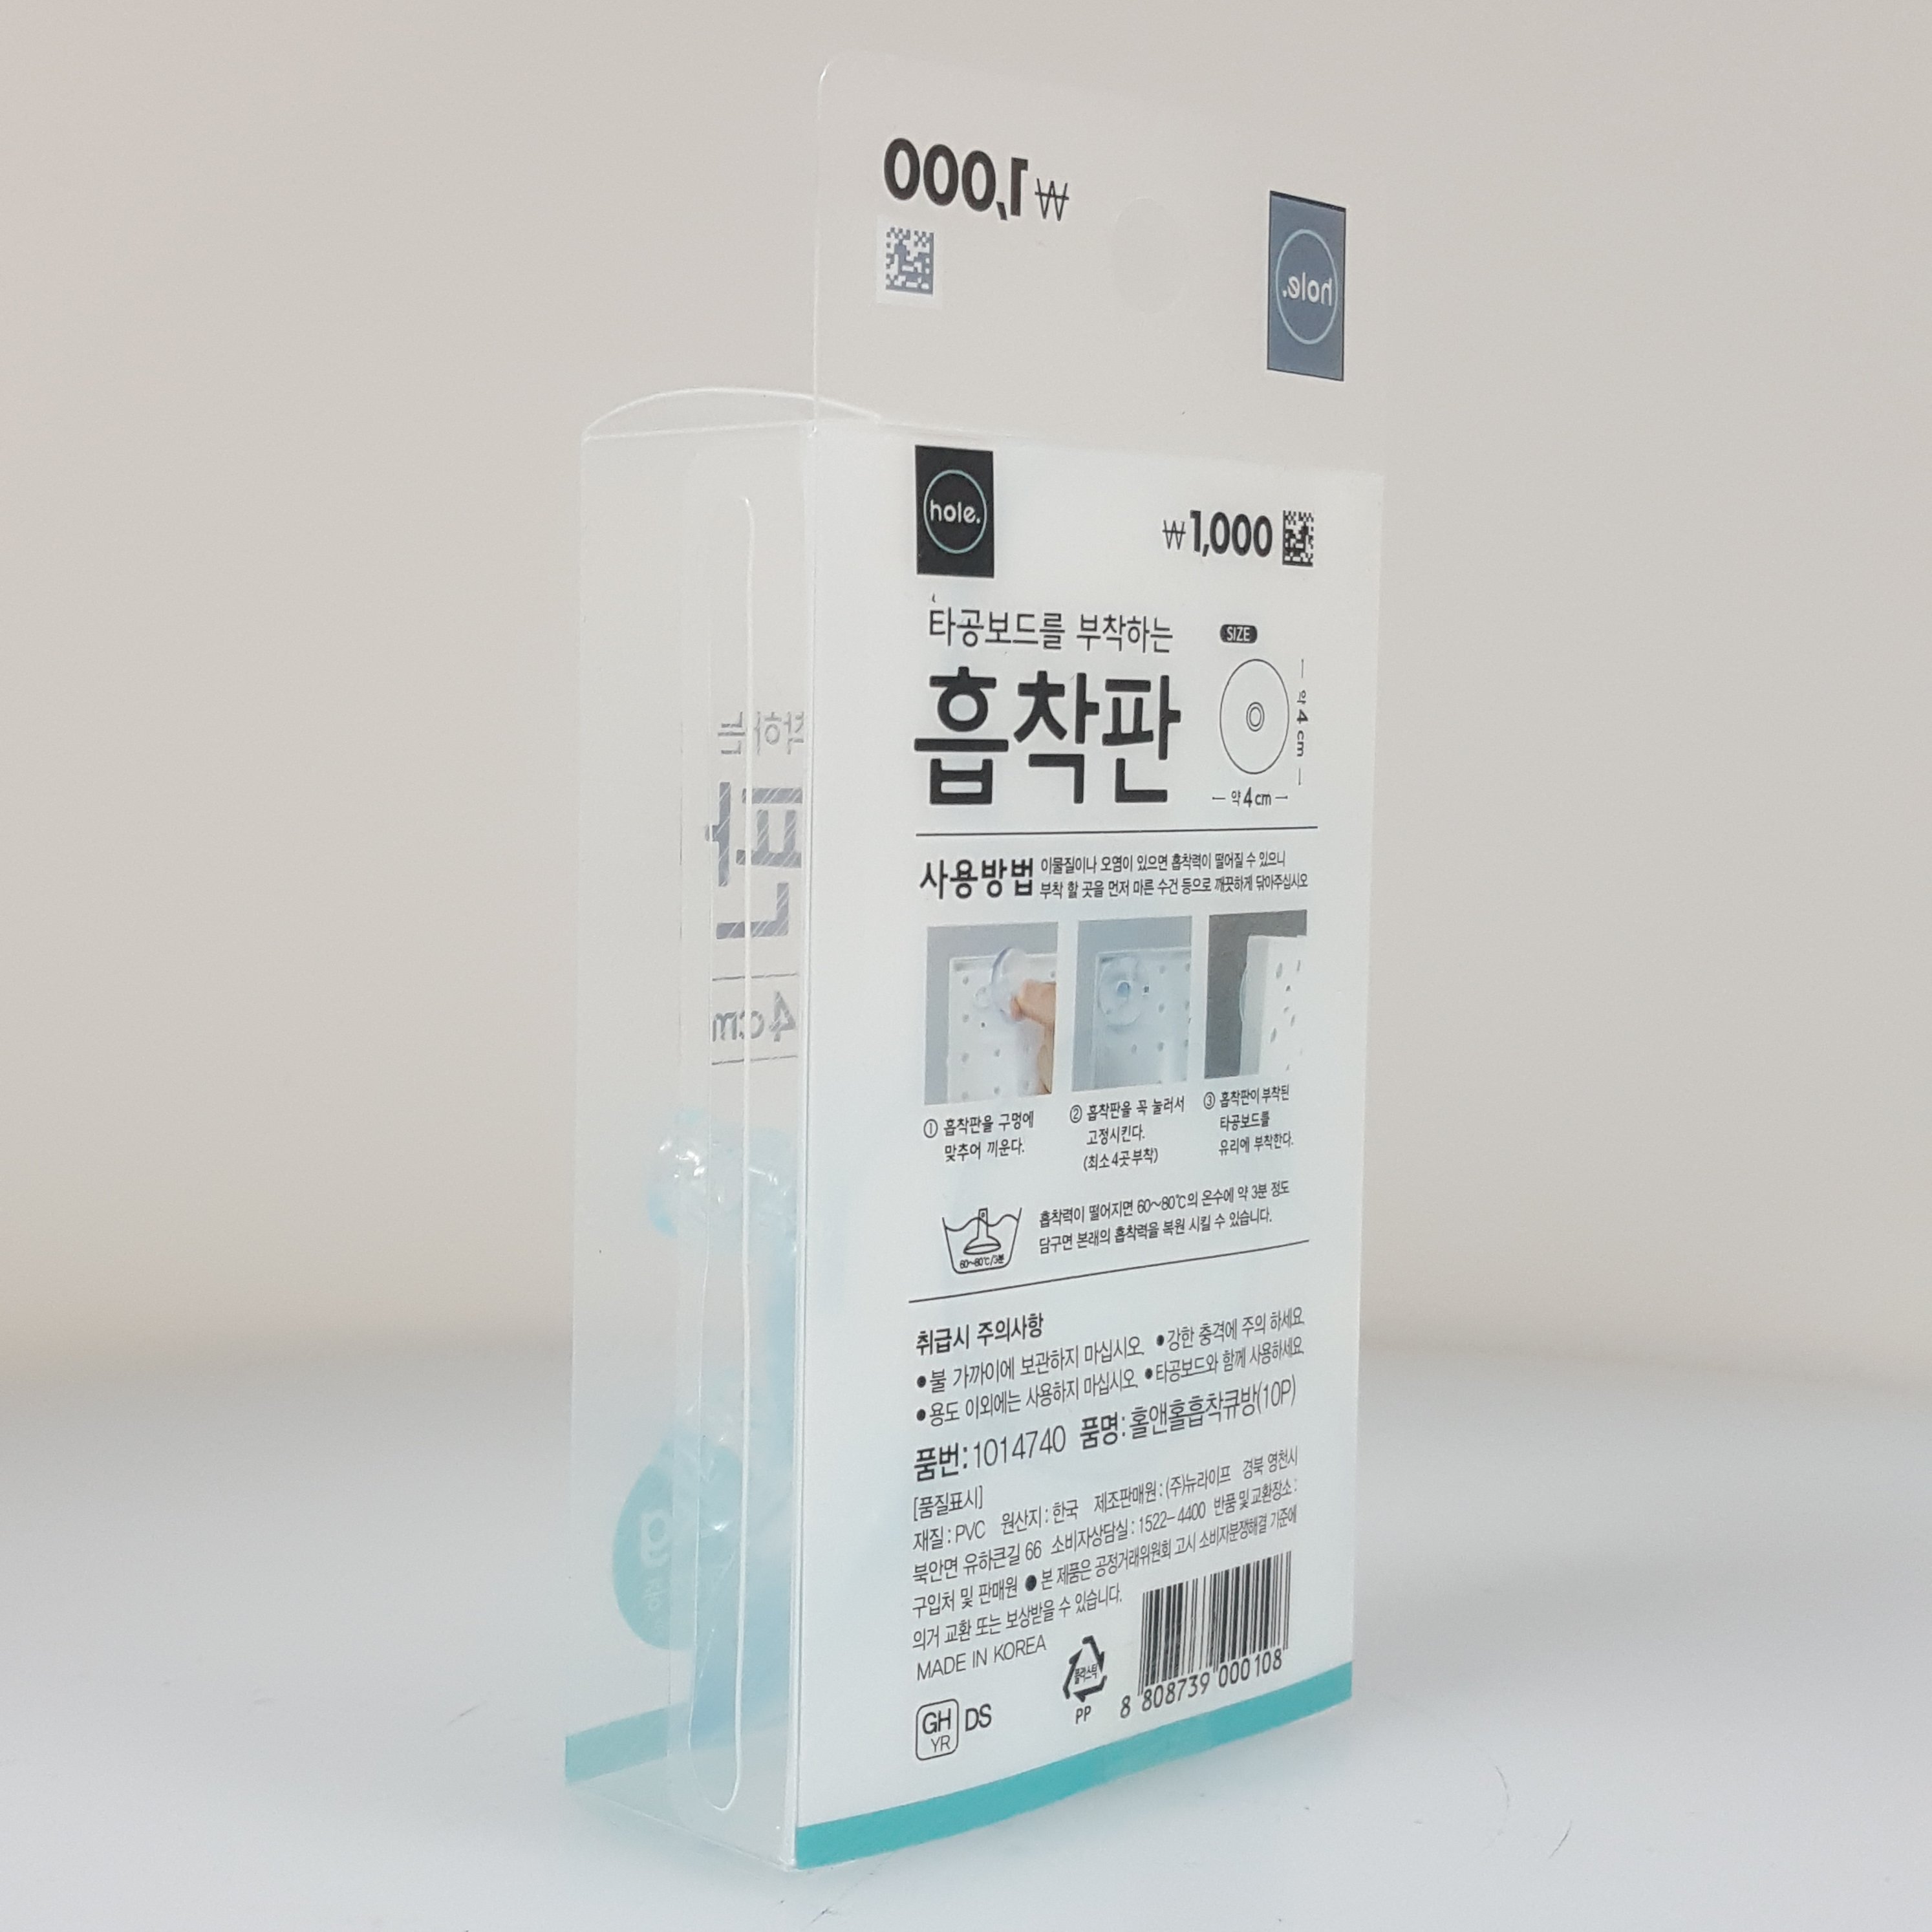 ₩1,000
hole.
hole.
₩1,000
타공보드를 부착하는
흡착판
SIZE
약 4 cm
약 4 cm
착하는
판
4cm
사용방법
이물질이나 오염이 있으면 흡착력이 떨어질 수 있으니
부착 할 곳을 먼저 마른 수건 등으로 깨끗하게 닦아주십시오
① 흡착판을 구멍에
맞추어 끼운다.
② 흡착판을 꼭 눌러서
고정시킨다.
(최소 4곳 부착)
③ 흡착판이 부착된
타공보드를
유리에 부착한다.
60~80℃/3분
흡착력이 떨어지면 60~80℃의 온수에 약 3분 정도
담구면 본래의 흡착력을 복원 시킬 수 있습니다.
취급시 주의사항
●불 가까이에 보관하지 마십시오. ●강한 충격에 주의 하세요.
●용도 이외에는 사용하지 마십시오. ●타공보드와 함께 사용하세요.
품번:1014740 품명:홀앤홀흡착큐방(10P)
[품질표시]
재질:PVC 원산지:한국 제조판매원:(주)뉴라이프 경북 영천시
북안면 유하큰길 66 소비자상담실:1522-4400 반품 및 교환장소:
구입처 및 판매원 ●본 제품은 공정거래위원회 고시 소비자분쟁해결 기준에
의거 교환 또는 보상받을 수 있습니다.
MADE IN KOREA
GH
YR
DS
플라스틱
PP
8 808739 000108